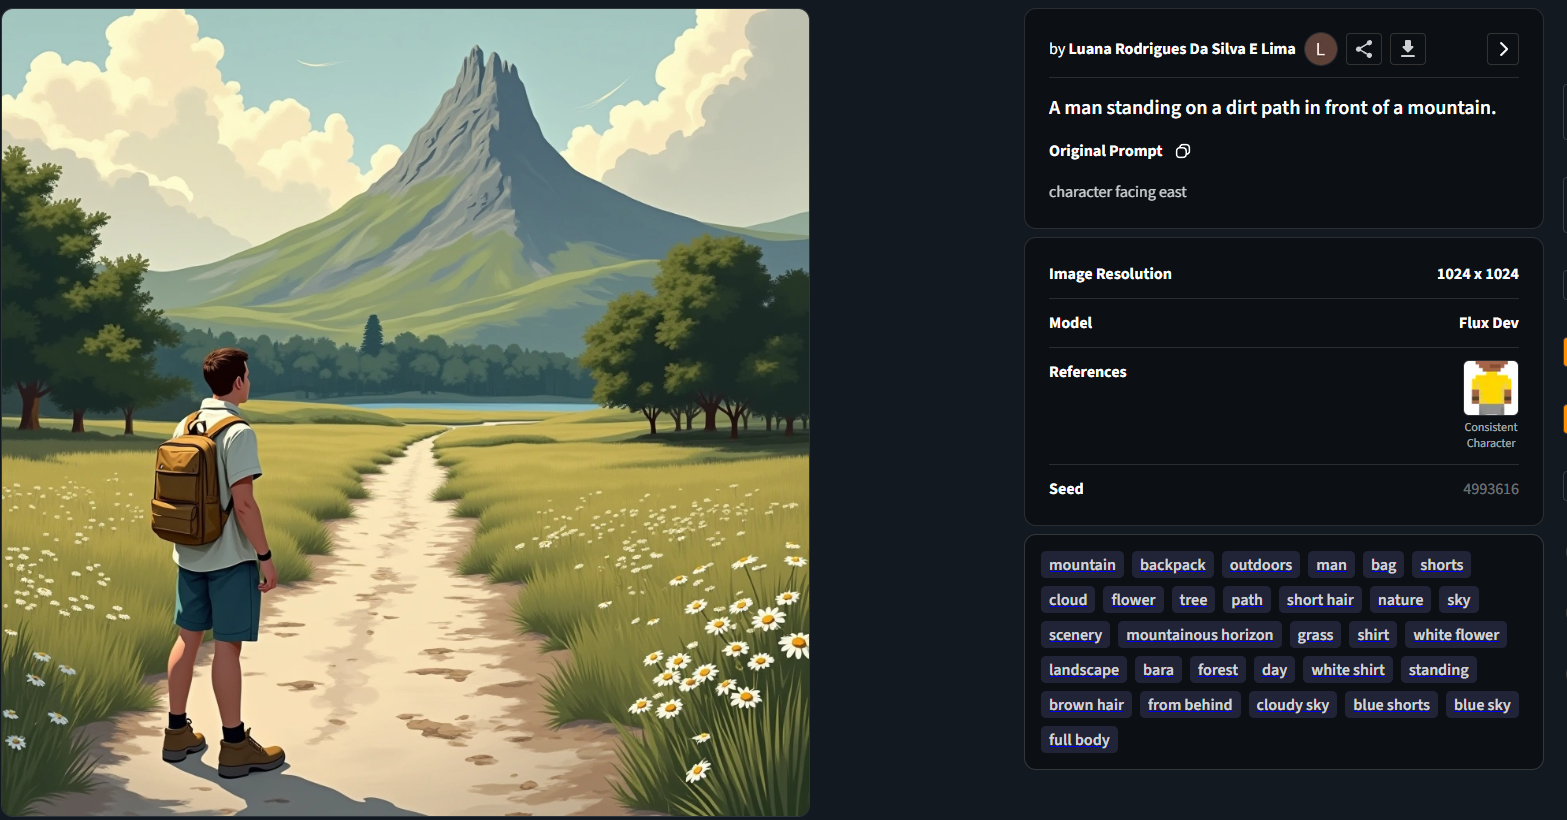 by Luana Rodrigues Da Silva E Lima L
A man standing on a dirt path in front of a mountain.
Original Prompt
character facing east
Image Resolution 1024 x 1024
Model Flux Dev
References
Consistent
Character
Seed 4993616
mountain backpack outdoors man bag shorts
cloud flower tree path short hair nature sky
scenery mountainous horizon grass shirt white flower
landscape bara forest day white shirt standing
brown hair from behind cloudy sky blue shorts blue sky
full body